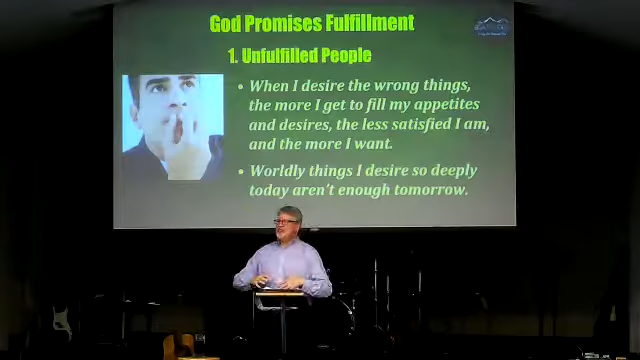 God Promises Fulfillment
1. Unfulfilled People
• When I desire the wrong things,
the more I get to fill my appetites
and desires, the less satisfied I am,
and the more I want.
• Worldly things I desire so deeply
today aren't enough tomorrow.